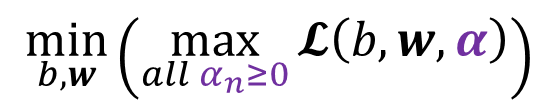 min b,𝒘 ( max all αₙ≥0 𝓛(b, 𝒘, 𝜶) )